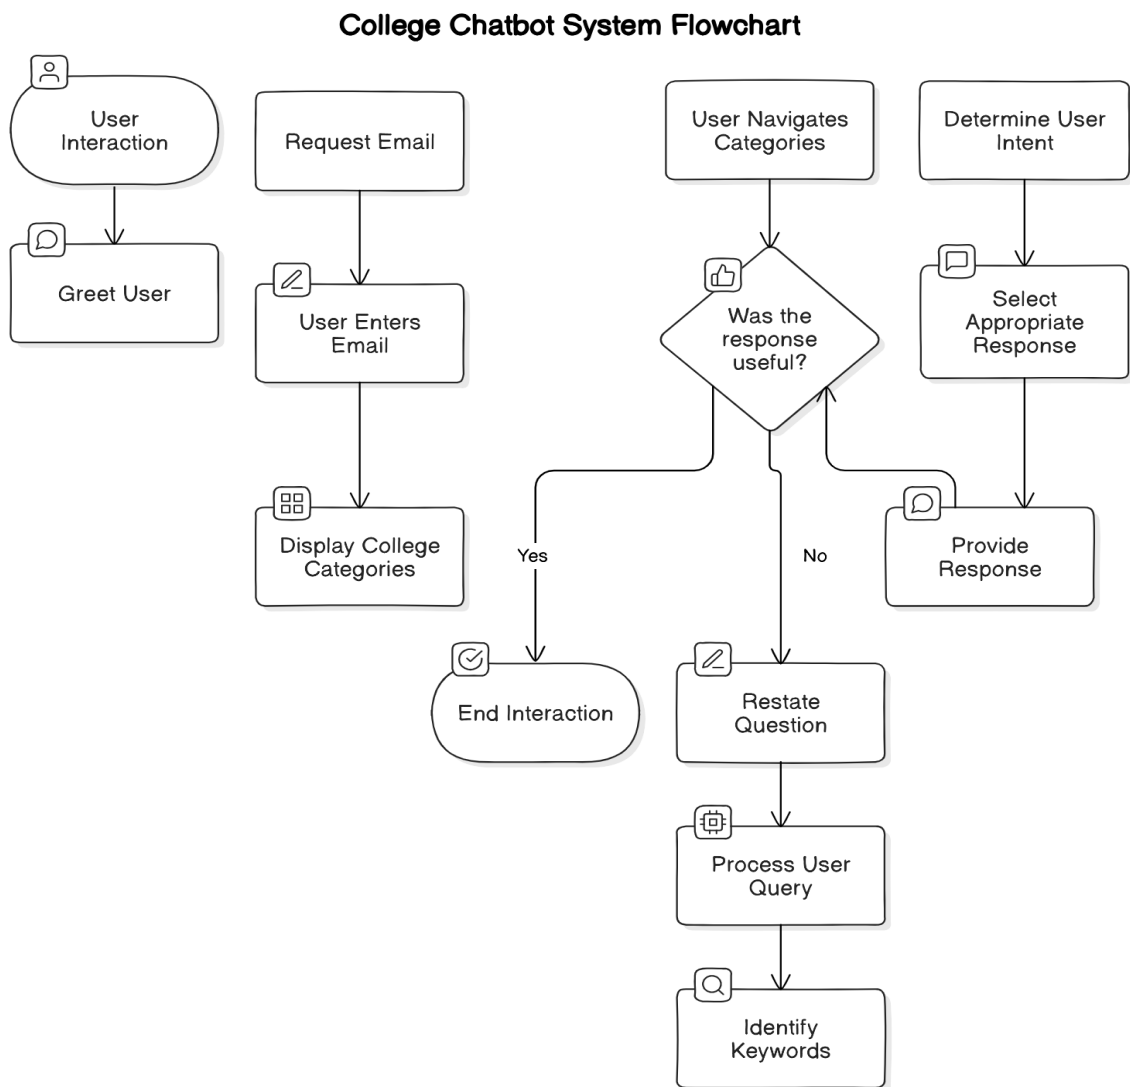 College Chatbot System Flowchart
User
Interaction
Greet User
Request Email
User Enters
Email
Display College
Categories
User Navigates
Categories
Was the
response
useful?
Yes
No
End Interaction
Restate
Question
Process User
Query
Identify
Keywords
Determine User
Intent
Select
Appropriate
Response
Provide
Response